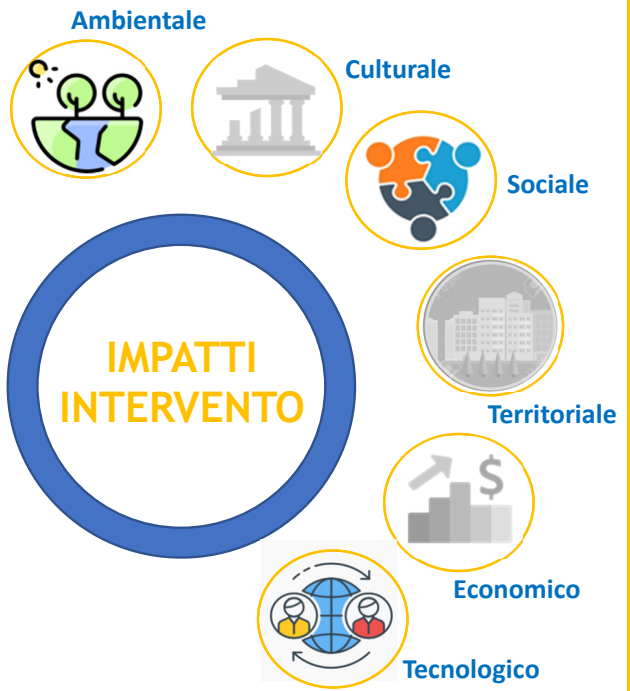 Ambientale
Culturale
Sociale
IMPATTI
INTERVENTO
Territoriale
$
Economico
Tecnologico